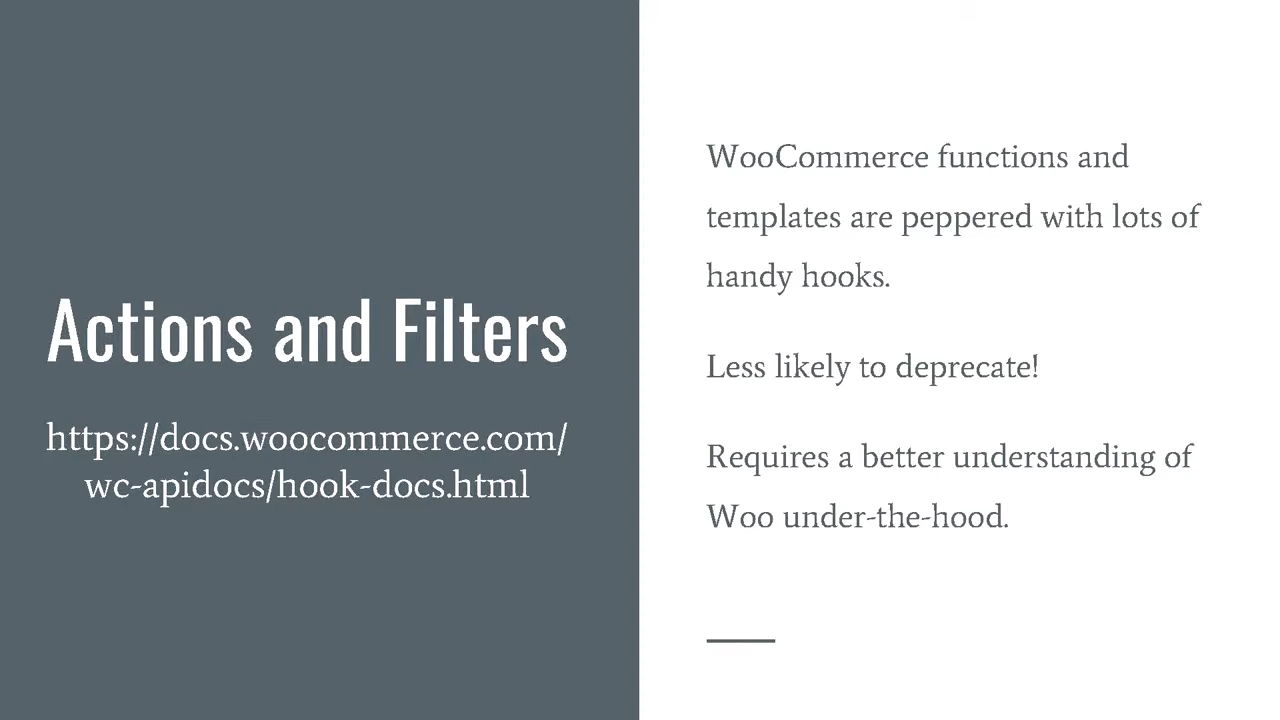 Actions and Filters
https://docs.woocommerce.com/
wc-apidocs/hook-docs.html
WooCommerce functions and
templates are peppered with lots of
handy hooks.
Less likely to deprecate!
Requires a better understanding of
Woo under-the-hood.